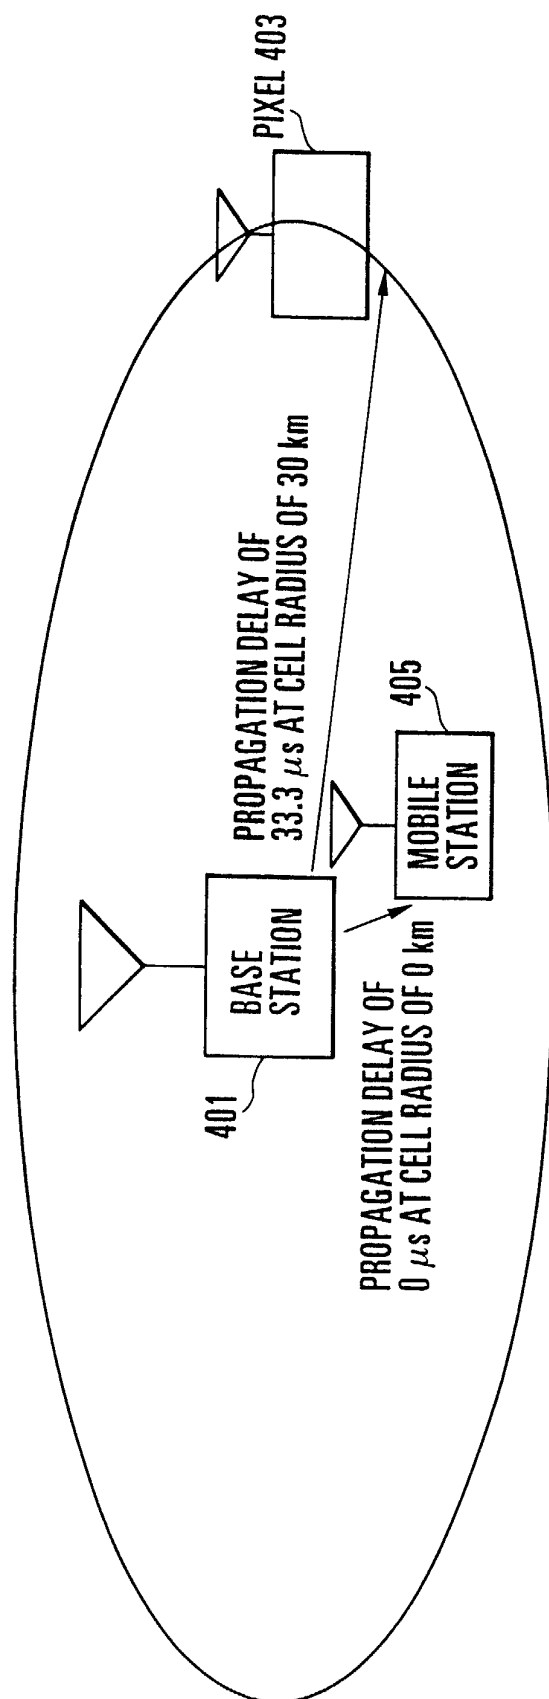 PIXEL 403
PROPAGATION DELAY OF
33.3 μs AT CELL RADIUS OF 30 km
405
MOBILE
STATION
BASE
STATION
401
PROPAGATION DELAY OF
0 μs AT CELL RADIUS OF 0 km